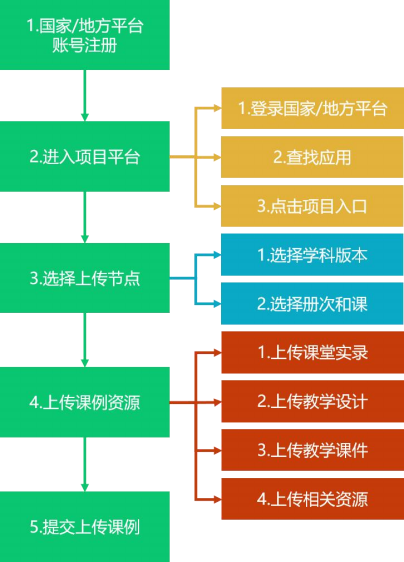 1.国家/地方平台
账号注册
2.进入项目平台
1.登录国家/地方平台
2.查找应用
3.点击项目入口
3.选择上传节点
1.选择学科版本
2.选择册次和课
4.上传课例资源
1.上传课堂实录
2.上传教学设计
3.上传教学课件
4.上传相关资源
5.提交上传课例